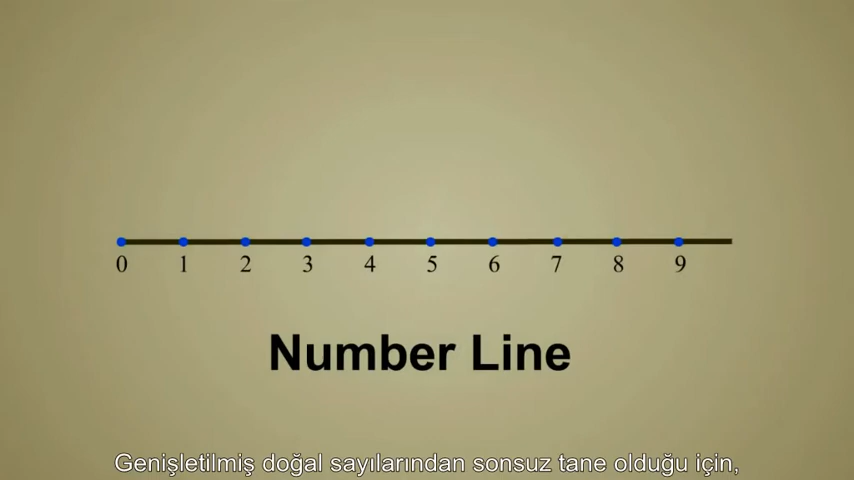 0 1 2 3 4 5 6 7 8 9
Number Line
Genişletilmiş doğal sayılarından sonsuz tane olduğu için,